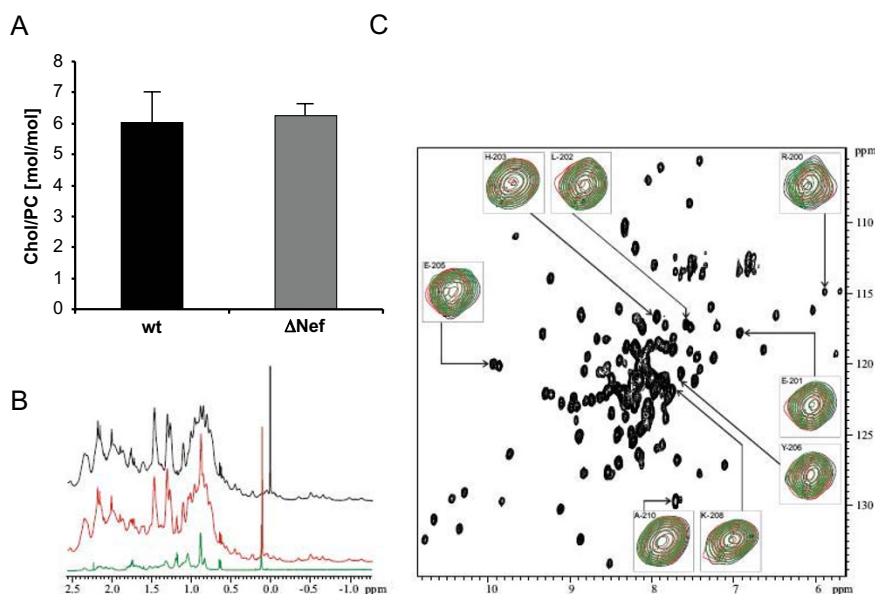 A
Chol/PC [mol/mol]
8
7
6
5
4
3
2
1
0
wt
ΔNef
B
2.5 2.0 1.5 1.0 0.5 0.0 -0.5 -1.0 ppm
C
ppm
H-203
L-202
R-200
E-205
E-201
Y-206
A-210
K-208
110
115
120
125
130
10 9 8 7 6 ppm